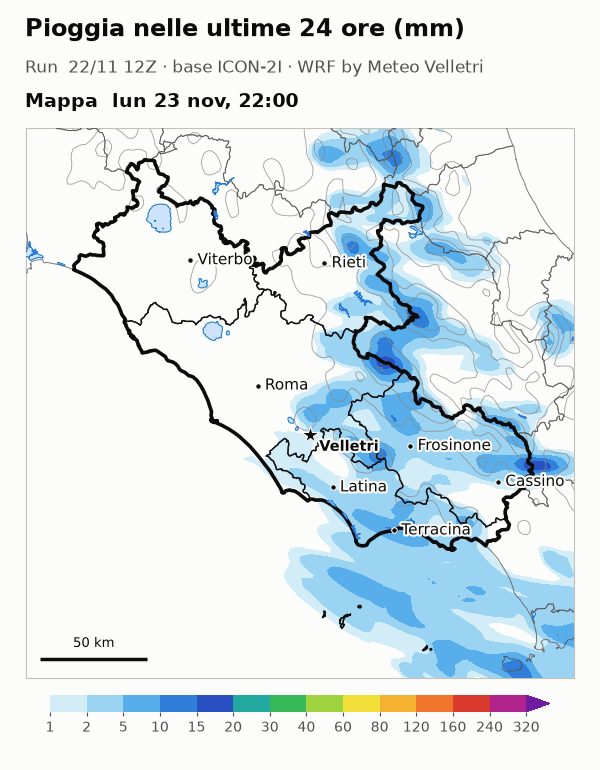 Pioggia nelle ultime 24 ore (mm)
Run 22/11 12Z · base ICON-2I · WRF by Meteo Velletri
Mappa lun 23 nov, 22:00
Viterbo
Rieti
Roma
Velletri
Frosinone
Cassino
Latina
Terracina
50 km
1 2 5 10 15 20 30 40 60 80 120 160 240 320